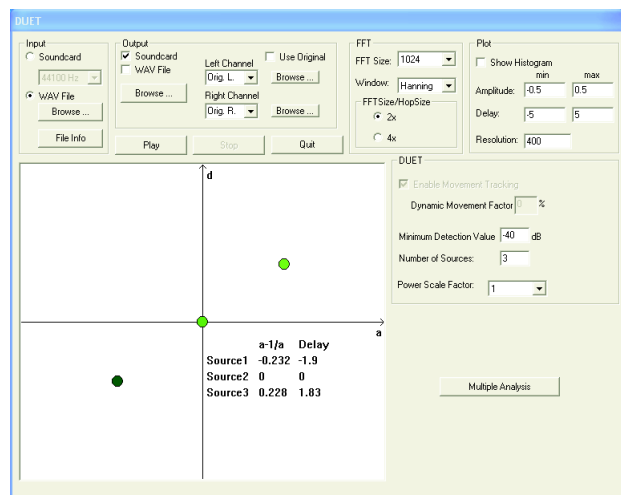 DUET
Input
Soundcard
44100 Hz
WAV File
Browse ...
File Info
Output
Soundcard
WAV File
Browse ...
Left Channel
Use Original
Orig. L.
Browse ...
Right Channel
Orig. R.
Browse ...
Play
Stop
Quit
FFT
FFT Size: 1024
Window: Hanning
FFTSize/HopSize
2x
4x
Plot
Show Histogram
min max
Amplitude: -0.5 0.5
Delay: -5 5
Resolution: 400
DUET
Enable Movement Tracking
Dynamic Movement Factor 0 %
Minimum Detection Value -40 dB
Number of Sources: 3
Power Scale Factor: 1
Multiple Analysis
d
a
a-1/a Delay
Source1 -0.232 -1.9
Source2 0 0
Source3 0.228 1.83